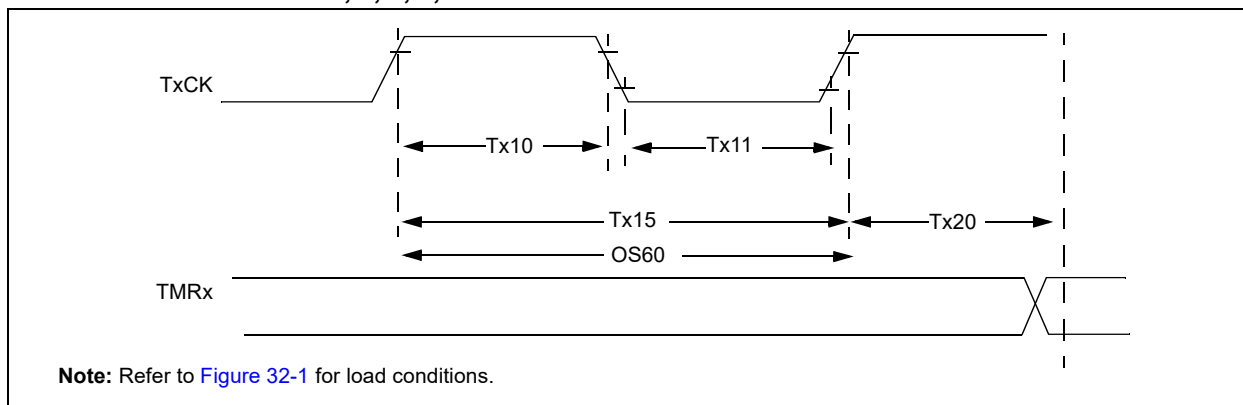 TxCK
Tx10
Tx11
Tx15
Tx20
OS60
TMRx
Note: Refer to Figure 32-1 for load conditions.